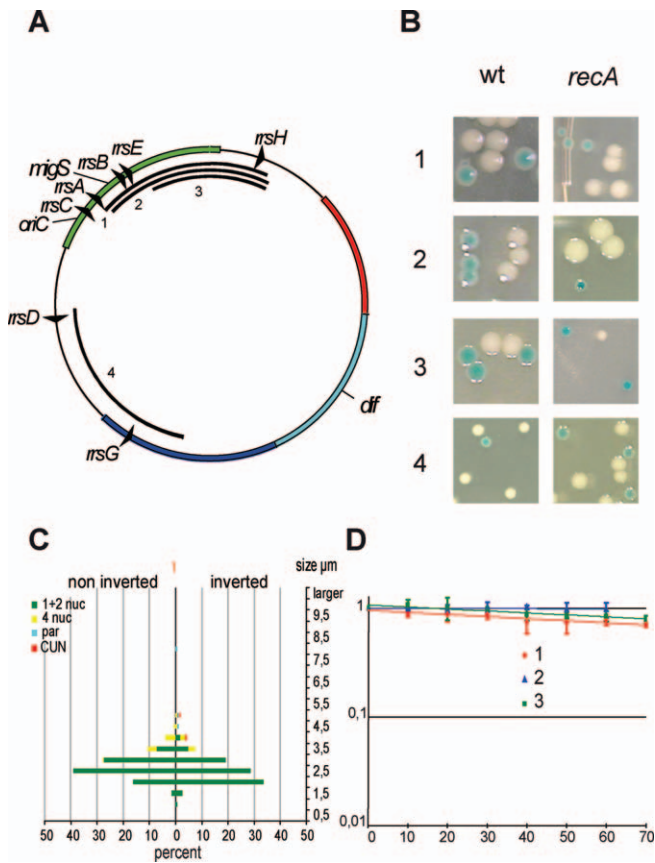 A
rrsH
rrsE
rrsB
migS
rrsA
rrsC
oriC
1
2
3
rrsD
4
rrsG
dif
B
wt recA
1
2
3
4
C
non inverted inverted
size µm
larger
9,5
8,5
7,5
6,5
5,5
4,5
3,5
2,5
1,5
1+2 nuc
4 nuc
par
CUN
50 40 30 20 10 0 10 20 30 40 50
percent
D
1
0,1
0,01
1
2
3
0 10 20 30 40 50 60 70